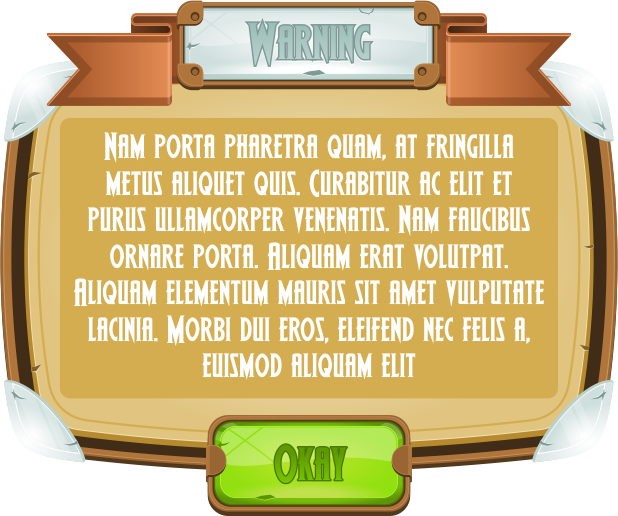 Warning
Nam porta pharetra quam, at fringilla
metus aliquet quis. Curabitur ac elit et
purus ullamcorper venenatis. Nam faucibus
ornare porta. Aliquam erat volutpat.
Aliquam elementum mauris sit amet vulputate
lacinia. Morbi dui eros, eleifend nec felis a,
euismod aliquam elit
Okay